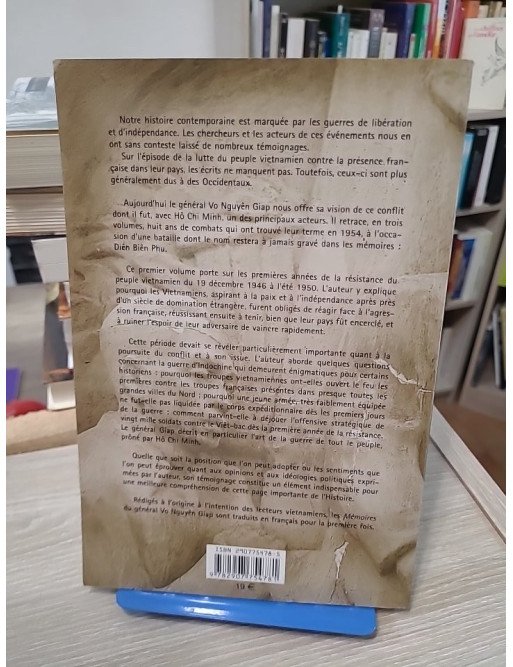 Notre histoire contemporaine est marquée par les guerres de libération
et d'indépendance. Les chercheurs et les acteurs de ces événements nous en
ont sans conteste laissé de nombreux témoignages.
Sur l'épisode de la lutte du peuple vietnamien contre la présence fran-
çaise dans leur pays, les écrits ne manquent pas. Toutefois, ceux-ci sont plus
généralement dus à des Occidentaux.
Aujourd'hui le général Vo Nguyên Giap nous offre sa vision de ce conflit
dont il fut, avec Hô Chi Minh, un des principaux acteurs. Il retrace, en trois
volumes, huit ans de combats qui ont trouvé leur terme en 1954, à l'occa-
sion d'une bataille dont le nom restera à jamais gravé dans les mémoires :
Diên Biên Phu.
Ce premier volume porte sur les premières années de la résistance du
peuple vietnamien du 19 décembre 1946 à l'été 1950. L'auteur y explique
pourquoi les Vietnamiens, aspirant à la paix et à l'indépendance après près
d'un siècle de domination étrangère, furent obligés de réagir face à l'agres-
sion française, réussissant ensuite à tenir, bien que leur pays fût encerclé, et
à ruiner l'espoir de leur adversaire de vaincre rapidement.
Cette période devait se révéler particulièrement importante quant à la
poursuite du conflit et à son issue. L'auteur aborde quelques questions
concernant la guerre d'Indochine qui demeurent énigmatiques pour certains
historiens : pourquoi les troupes vietnamiennes ont-elles ouvert le feu les
premières contre les troupes françaises présentes dans presque toutes les
grandes villes du Nord ; pourquoi une jeune armée, très faiblement équipée
ne fut-elle pas liquidée par le corps expéditionnaire dès les premiers jours
de la guerre ; comment parvint-elle à déjouer l'offensive stratégique de
vingt mille soldats contre le Viêt-bac dès la première année de la résistance.
Le général Giap décrit en particulier l'art de la guerre de tout le peuple,
prôné par Hô Chi Minh.
Quelle que soit la position que l'on peut adopter ou les sentiments que
l'on peut éprouver quant aux opinions et aux idéologies politiques expri-
mées par l'auteur, son témoignage constitue un élément indispensable pour
une meilleure compréhension de cette page importante de l'Histoire.
Rédigés à l'origine à l'intention des lecteurs vietnamiens, les Mémoires
du général Vo Nguyên Giap sont traduits en français pour la première fois.
ISBN 2907754785
9 782907 754781
19 €